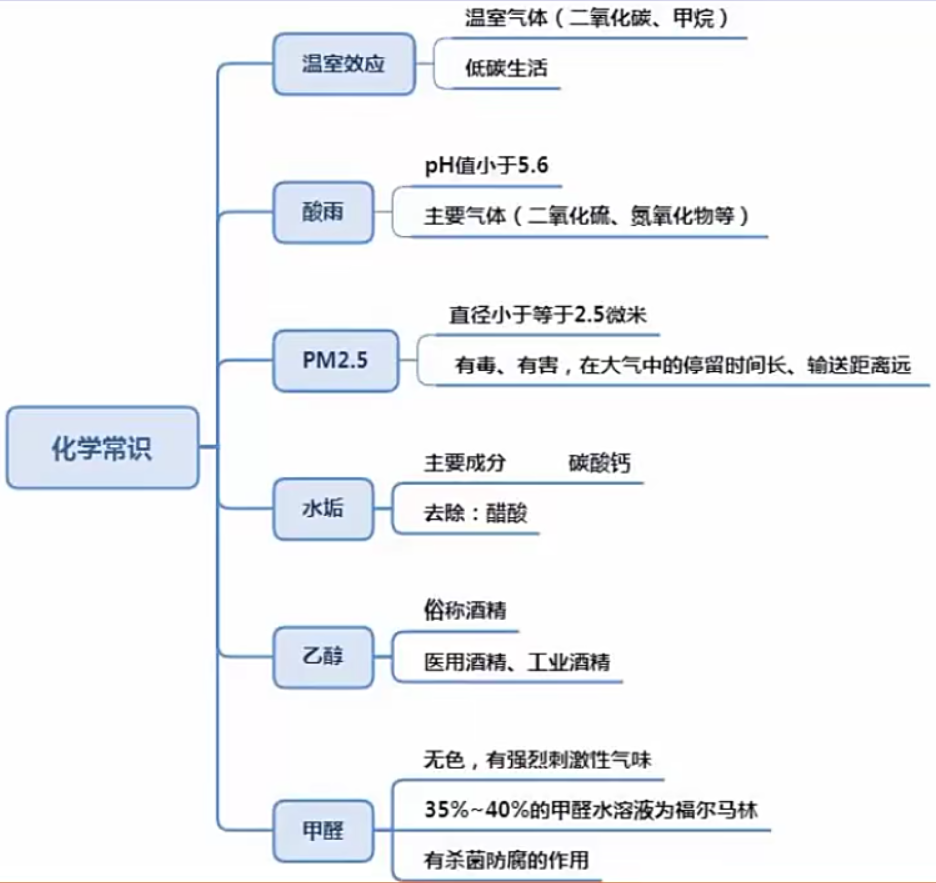 化学常识
温室效应
温室气体（二氧化碳、甲烷）
低碳生活
酸雨
pH值小于5.6
主要气体（二氧化硫、氮氧化物等）
PM2.5
直径小于等于2.5微米
有毒、有害，在大气中的停留时间长、输送距离远
水垢
主要成分 碳酸钙
去除：醋酸
乙醇
俗称酒精
医用酒精、工业酒精
甲醛
无色，有强烈刺激性气味
35%~40%的甲醛水溶液为福尔马林
有杀菌防腐的作用